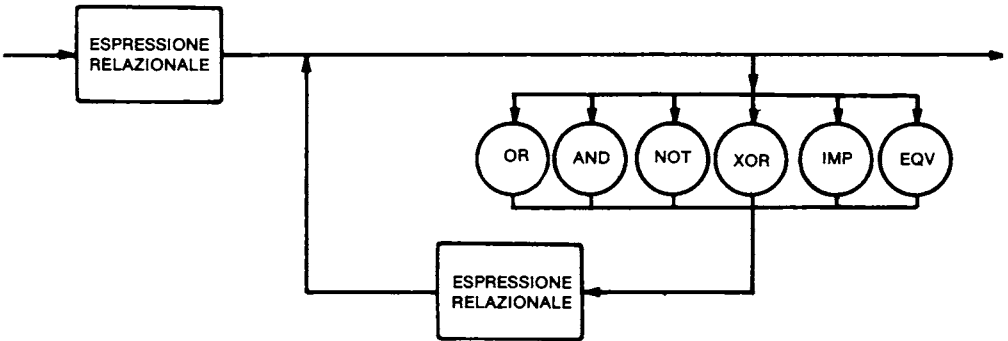 ESPRESSIONE
RELAZIONALE
OR
AND
NOT
XOR
IMP
EQV
ESPRESSIONE
RELAZIONALE